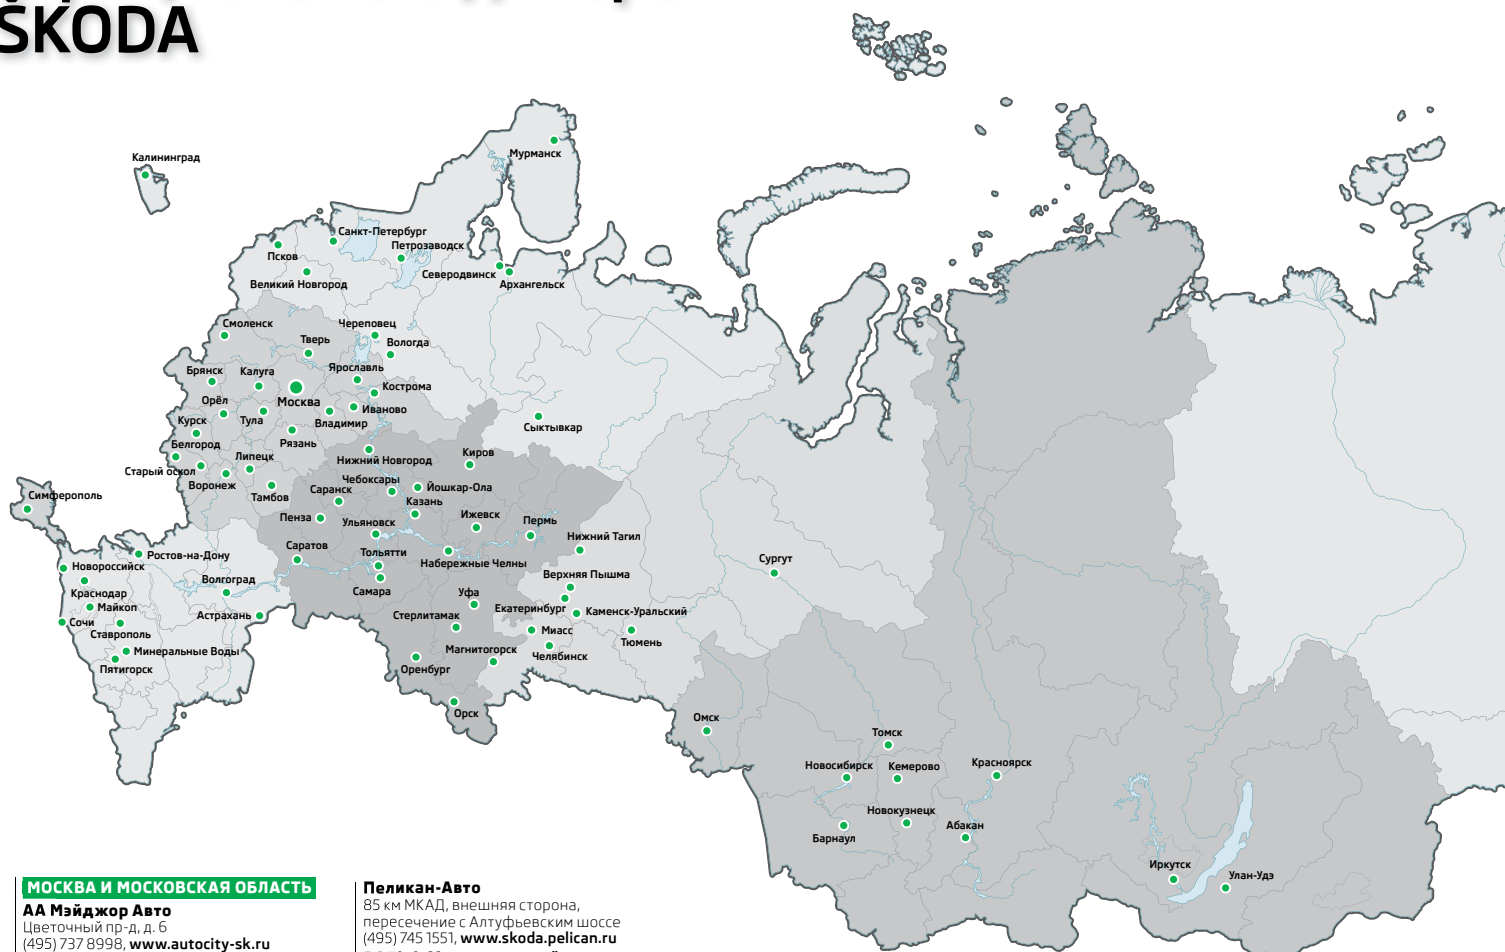 ŠKODA
Калининград
Мурманск
Санкт-Петербург
Петрозаводск
Псков
Северодвинск
Великий Новгород
Архангельск
Смоленск
Череповец
Тверь
Вологда
Брянск
Калуга
Ярославль
Кострома
Орёл
Москва
Иваново
Курск
Тула
Владимир
Сыктывкар
Белгород
Рязань
Старый оскол
Липецк
Нижний Новгород
Киров
Воронеж
Чебоксары
Йошкар-Ола
Симферополь
Тамбов
Саранск
Казань
Пенза
Ульяновск
Ижевск
Пермь
Нижний Тагил
Ростов-на-Дону
Саратов
Тольятти
Набережные Челны
Сургут
Новороссийск
Волгоград
Верхняя Пышма
Краснодар
Самара
Уфа
Майкоп
Астрахань
Стерлитамак
Екатеринбург
Каменск-Уральский
Сочи
Ставрополь
Миасс
Тюмень
Минеральные Воды
Магнитогорск
Челябинск
Пятигорск
Оренбург
Орск
Омск
Томск
Новосибирск
Кемерово
Красноярск
Новокузнецк
Барнаул
Абакан
Иркутск
Улан-Удэ
МОСКВА И МОСКОВСКАЯ ОБЛАСТЬ
АА Мэйджор Авто
Цветочный пр-д, д. 6
(495) 737 8998, www.autocity-sk.ru
Пеликан-Авто
85 км МКАД, внешняя сторона,
пересечение с Алтуфьевским шоссе
(495) 745 1551, www.skoda.pelican.ru